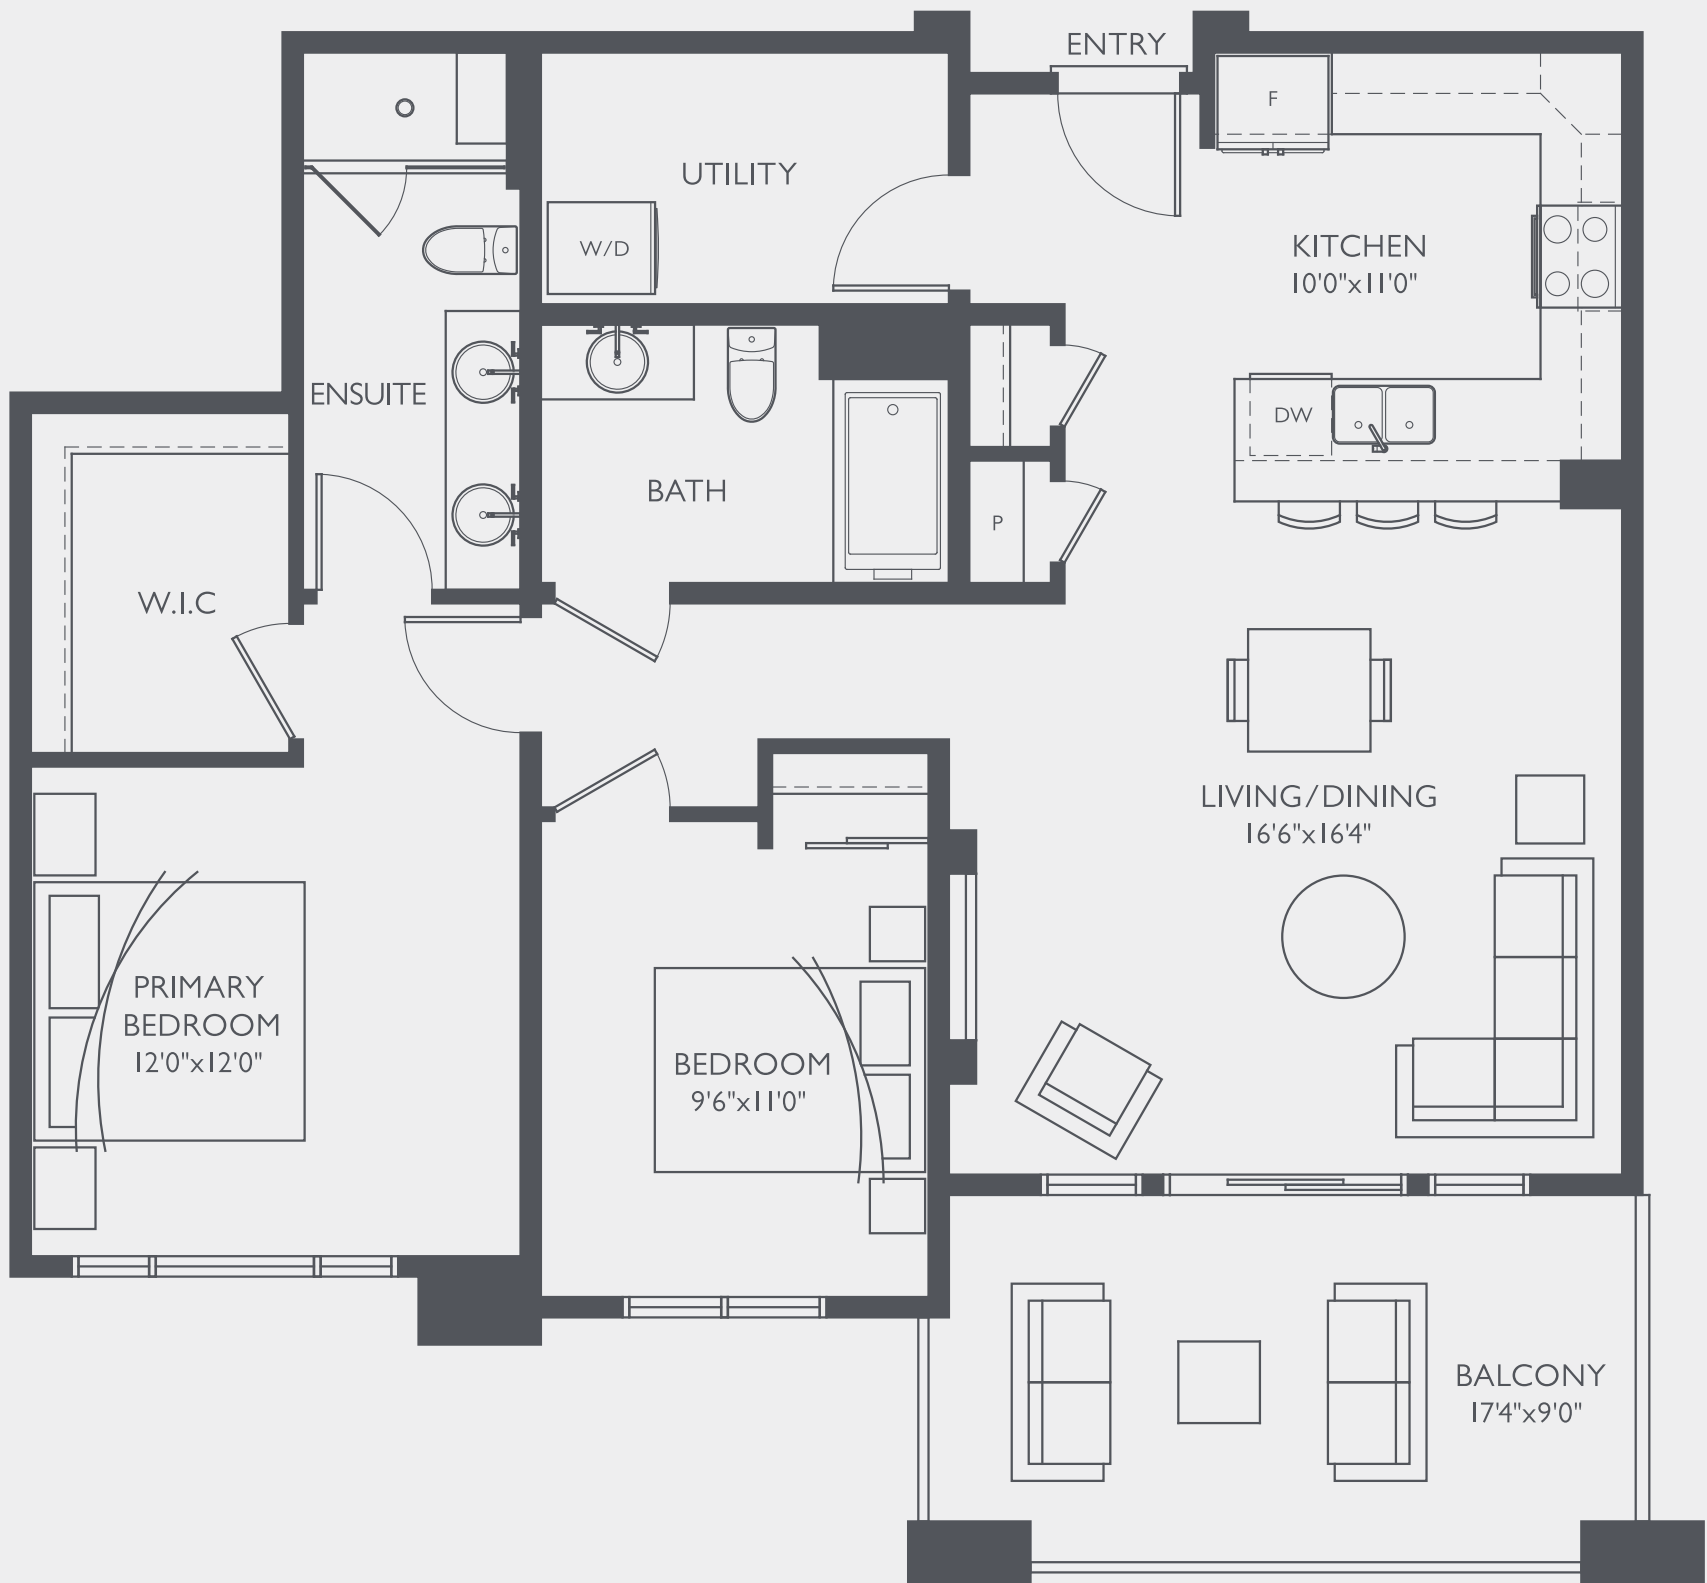 ENTRY
F
UTILITY
W/D
KITCHEN
10'0"x11'0"
ENSUITE
DW
BATH
P
W.I.C
LIVING/DINING
16'6"x16'4"
PRIMARY
BEDROOM
12'0"x12'0"
BEDROOM
9'6"x11'0"
BALCONY
17'4"x9'0"